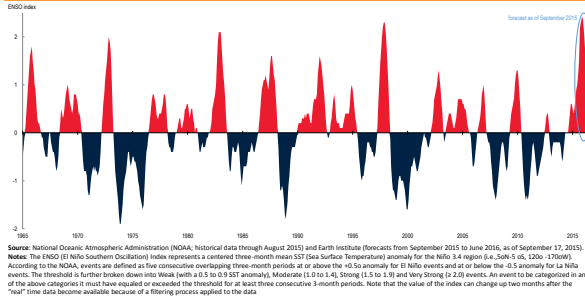 ENSO index
forecast as of September 2015
2
1
0
-1
-2
1965 1970 1975 1980 1985 1990 1995 2000 2005 2010 2015
Source: National Oceanic Atmospheric Administration (NOAA; historical data through August 2015) and Earth Institute (forecasts from September 2015 to June 2016, as of September 17, 2015).
Notes: The ENSO (El Niño Southern Oscillation) Index represents a centered three-month mean SST (Sea Surface Temperature) anomaly for the Niño 3.4 region (i.e.,5oN-5 oS, 120o -170oW).
According to the NOAA, events are defined as five consecutive overlapping three-month periods at or above the +0.5o anomaly for El Niño events and at or below the -0.5 anomaly for La Niña
events. The threshold is further broken down into Weak (with a 0.5 to 0.9 SST anomaly), Moderate (1.0 to 1.4), Strong (1.5 to 1.9) and Very Strong (≥ 2.0) events. An event to be categorized in any
of the above categories it must have equaled or exceeded the threshold for at least three consecutive 3-month periods. Note that the value of the index can change up two months after the
"real" time data become available because of a filtering process applied to the data